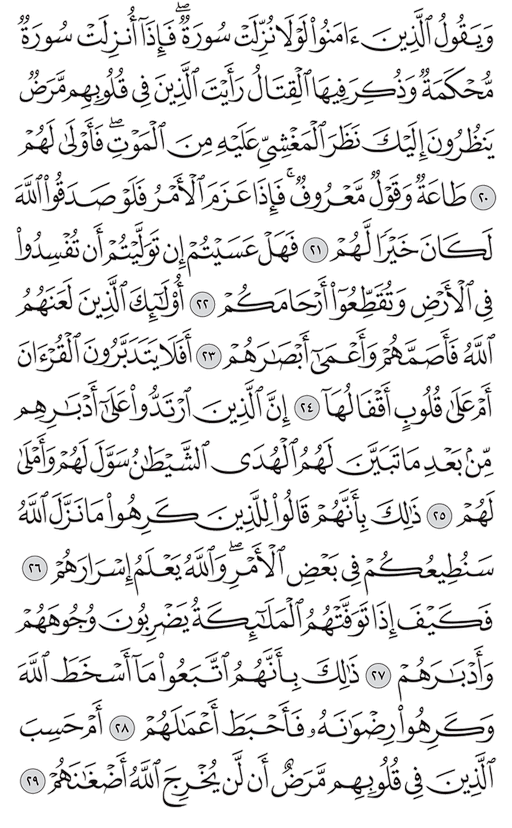 وَيَقُولُ ٱلَّذِينَ ءَامَنُوا۟ لَوْلَا نُزِّلَتْ سُورَةٌۖ فَإِذَآ أُنزِلَتْ سُورَةٌ
مُّحْكَمَةٌ وَذُكِرَ فِيهَا ٱلْقِتَالُ رَأَيْتَ ٱلَّذِينَ فِى قُلُوبِهِم مَّرَضٌ
يَنظُرُونَ إِلَيْكَ نَظَرَ ٱلْمَغْشِىِّ عَلَيْهِ مِنَ ٱلْمَوْتِۖ فَأَوْلَىٰ لَهُمْ
٢٠ طَاعَةٌ وَقَوْلٌ مَّعْرُوفٌۚ فَإِذَا عَزَمَ ٱلْأَمْرُ فَلَوْ صَدَقُوا۟ ٱللَّهَ
لَكَانَ خَيْرًا لَّهُمْ ٢١ فَهَلْ عَسَيْتُمْ إِن تَوَلَّيْتُمْ أَن تُفْسِدُوا۟
فِى ٱلْأَرْضِ وَتُقَطِّعُوٓا۟ أَرْحَامَكُمْ ٢٢ أُو۟لَٰٓئِكَ ٱلَّذِينَ لَعَنَهُمُ
ٱللَّهُ فَأَصَمَّهُمْ وَأَعْمَىٰٓ أَبْصَٰرَهُمْ ٢٣ أَفَلَا يَتَدَبَّرُونَ ٱلْقُرْءَانَ
أَمْ عَلَىٰ قُلُوبٍ أَقْفَالُهَآ ٢٤ إِنَّ ٱلَّذِينَ ٱرْتَدُّوا۟ عَلَىٰٓ أَدْبَٰرِهِم
مِّنۢ بَعْدِ مَا تَبَيَّنَ لَهُمُ ٱلْهُدَى ٱلشَّيْطَٰنُ سَوَّلَ لَهُمْ وَأَمْلَىٰ
لَهُمْ ٢٥ ذَٰلِكَ بِأَنَّهُمْ قَالُوا۟ لِلَّذِينَ كَرِهُوا۟ مَا نَزَّلَ ٱللَّهُ
سَنُطِيعُكُمْ فِى بَعْضِ ٱلْأَمْرِۖ وَٱللَّهُ يَعْلَمُ إِسْرَارَهُمْ ٢٦
فَكَيْفَ إِذَا تَوَفَّتْهُمُ ٱلْمَلَٰٓئِكَةُ يَضْرِبُونَ وُجُوهَهُمْ
وَأَدْبَٰرَهُمْ ٢٧ ذَٰلِكَ بِأَنَّهُمُ ٱتَّبَعُوا۟ مَآ أَسْخَطَ ٱللَّهَ
وَكَرِهُوا۟ رِضْوَٰنَهُۥ فَأَحْبَطَ أَعْمَٰلَهُمْ ٢٨ أَمْ حَسِبَ
ٱلَّذِينَ فِى قُلُوبِهِم مَّرَضٌ أَن لَّن يُخْرِجَ ٱللَّهُ أَضْغَٰنَهُمْ ٢٩